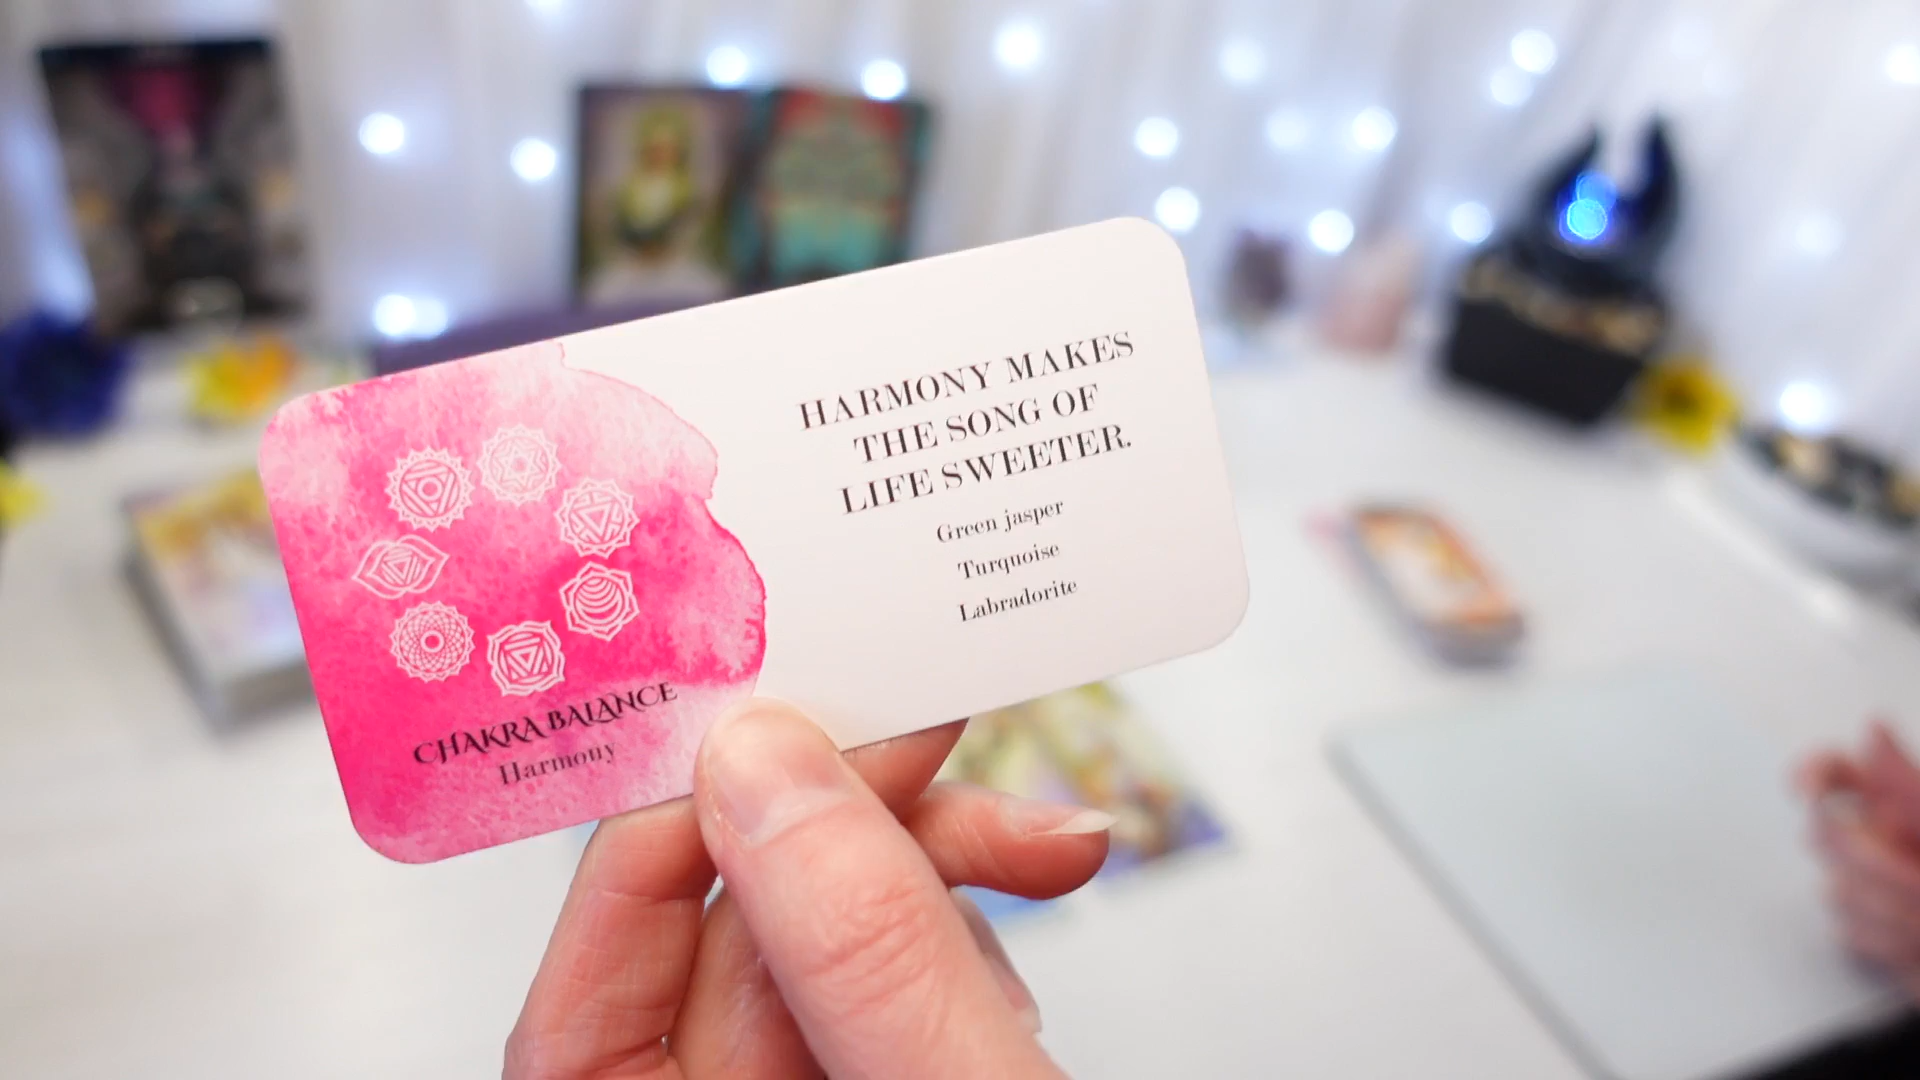 HARMONY MAKES
THE SONG OF
LIFE SWEETER.
Green jasper
Turquoise
Labradorite
CHAKRA BALANCE
Harmony